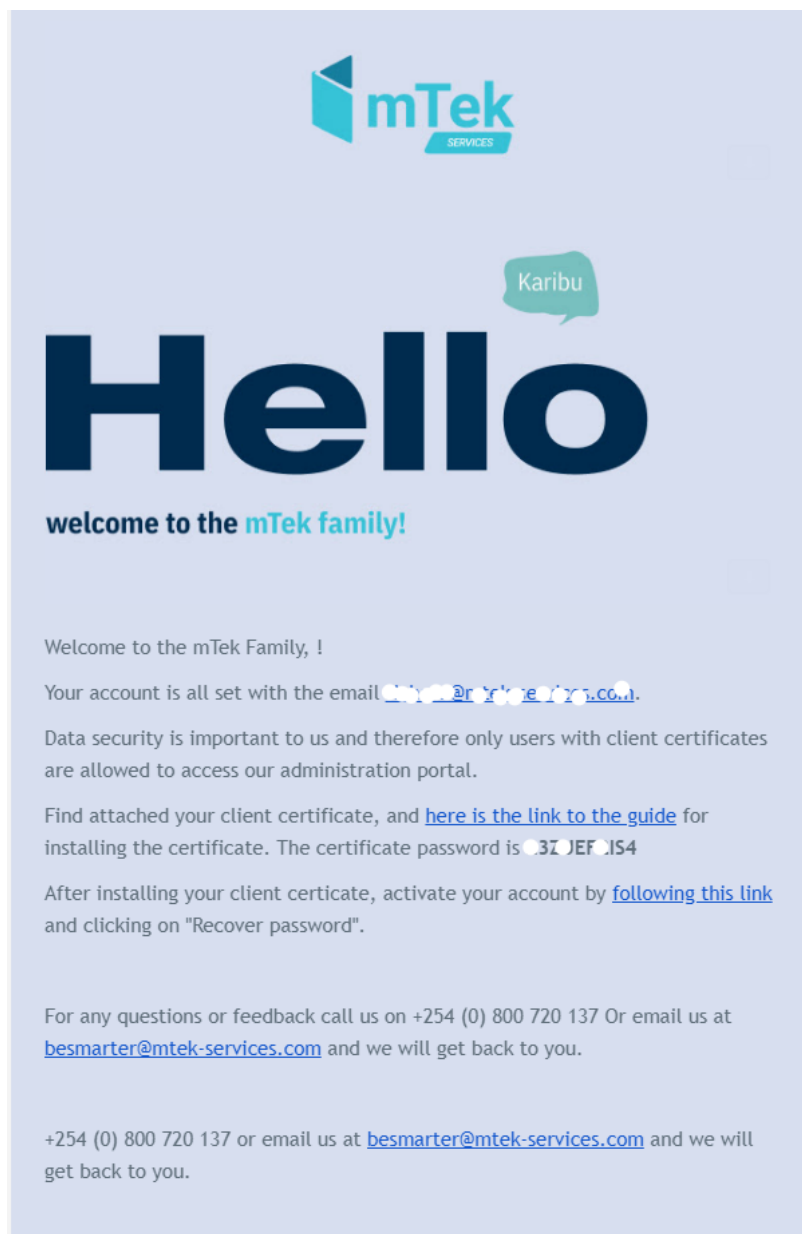 mTek
SERVICES
Karibu
Hello
welcome to the mTek family!
Welcome to the mTek Family, !
Your account is all set with the email
Data security is important to us and therefore only users with client certificates
are allowed to access our administration portal.
Find attached your client certificate, and here is the link to the guide for
installing the certificate. The certificate password is
After installing your client certicate, activate your account by following this link
and clicking on "Recover password".
For any questions or feedback call us on +254 (0) 800 720 137 Or email us at
besmarter@mtek-services.com and we will get back to you.
+254 (0) 800 720 137 or email us at besmarter@mtek-services.com and we will
get back to you.